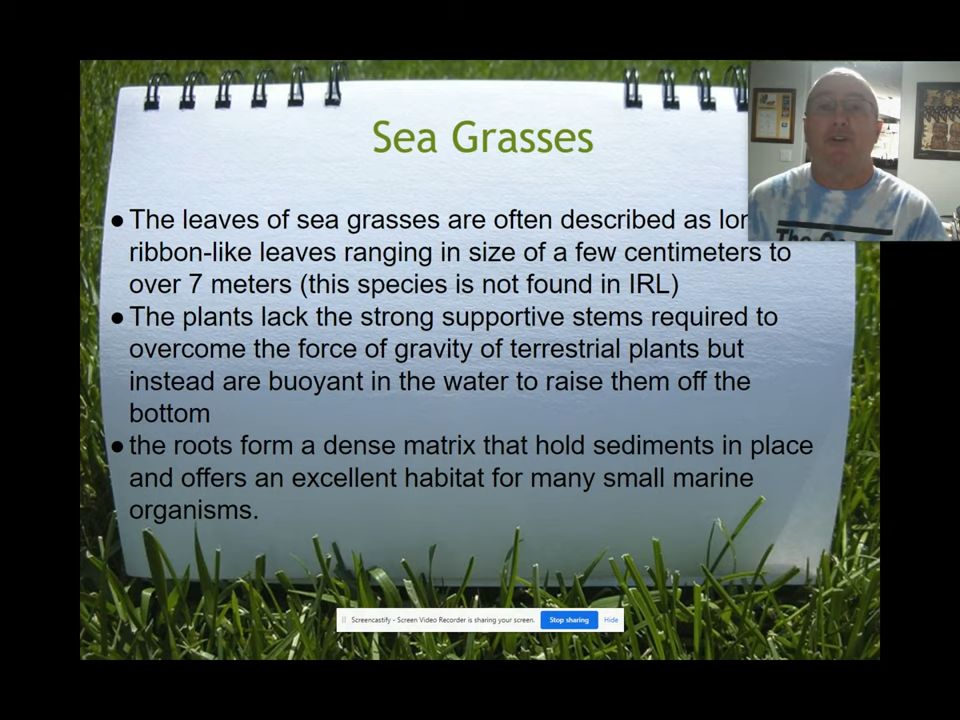 Sea Grasses
● The leaves of sea grasses are often described as
ribbon-like leaves ranging in size of a few centimeters to
over 7 meters (this species is not found in IRL)
● The plants lack the strong supportive stems required to
overcome the force of gravity of terrestrial plants but
instead are buoyant in the water to raise them off the
bottom
● the roots form a dense matrix that hold sediments in place
and offers an excellent habitat for many small marine
organisms.
Screencastify - Screen Video Recorder is sharing your screen. Stop sharing Hide